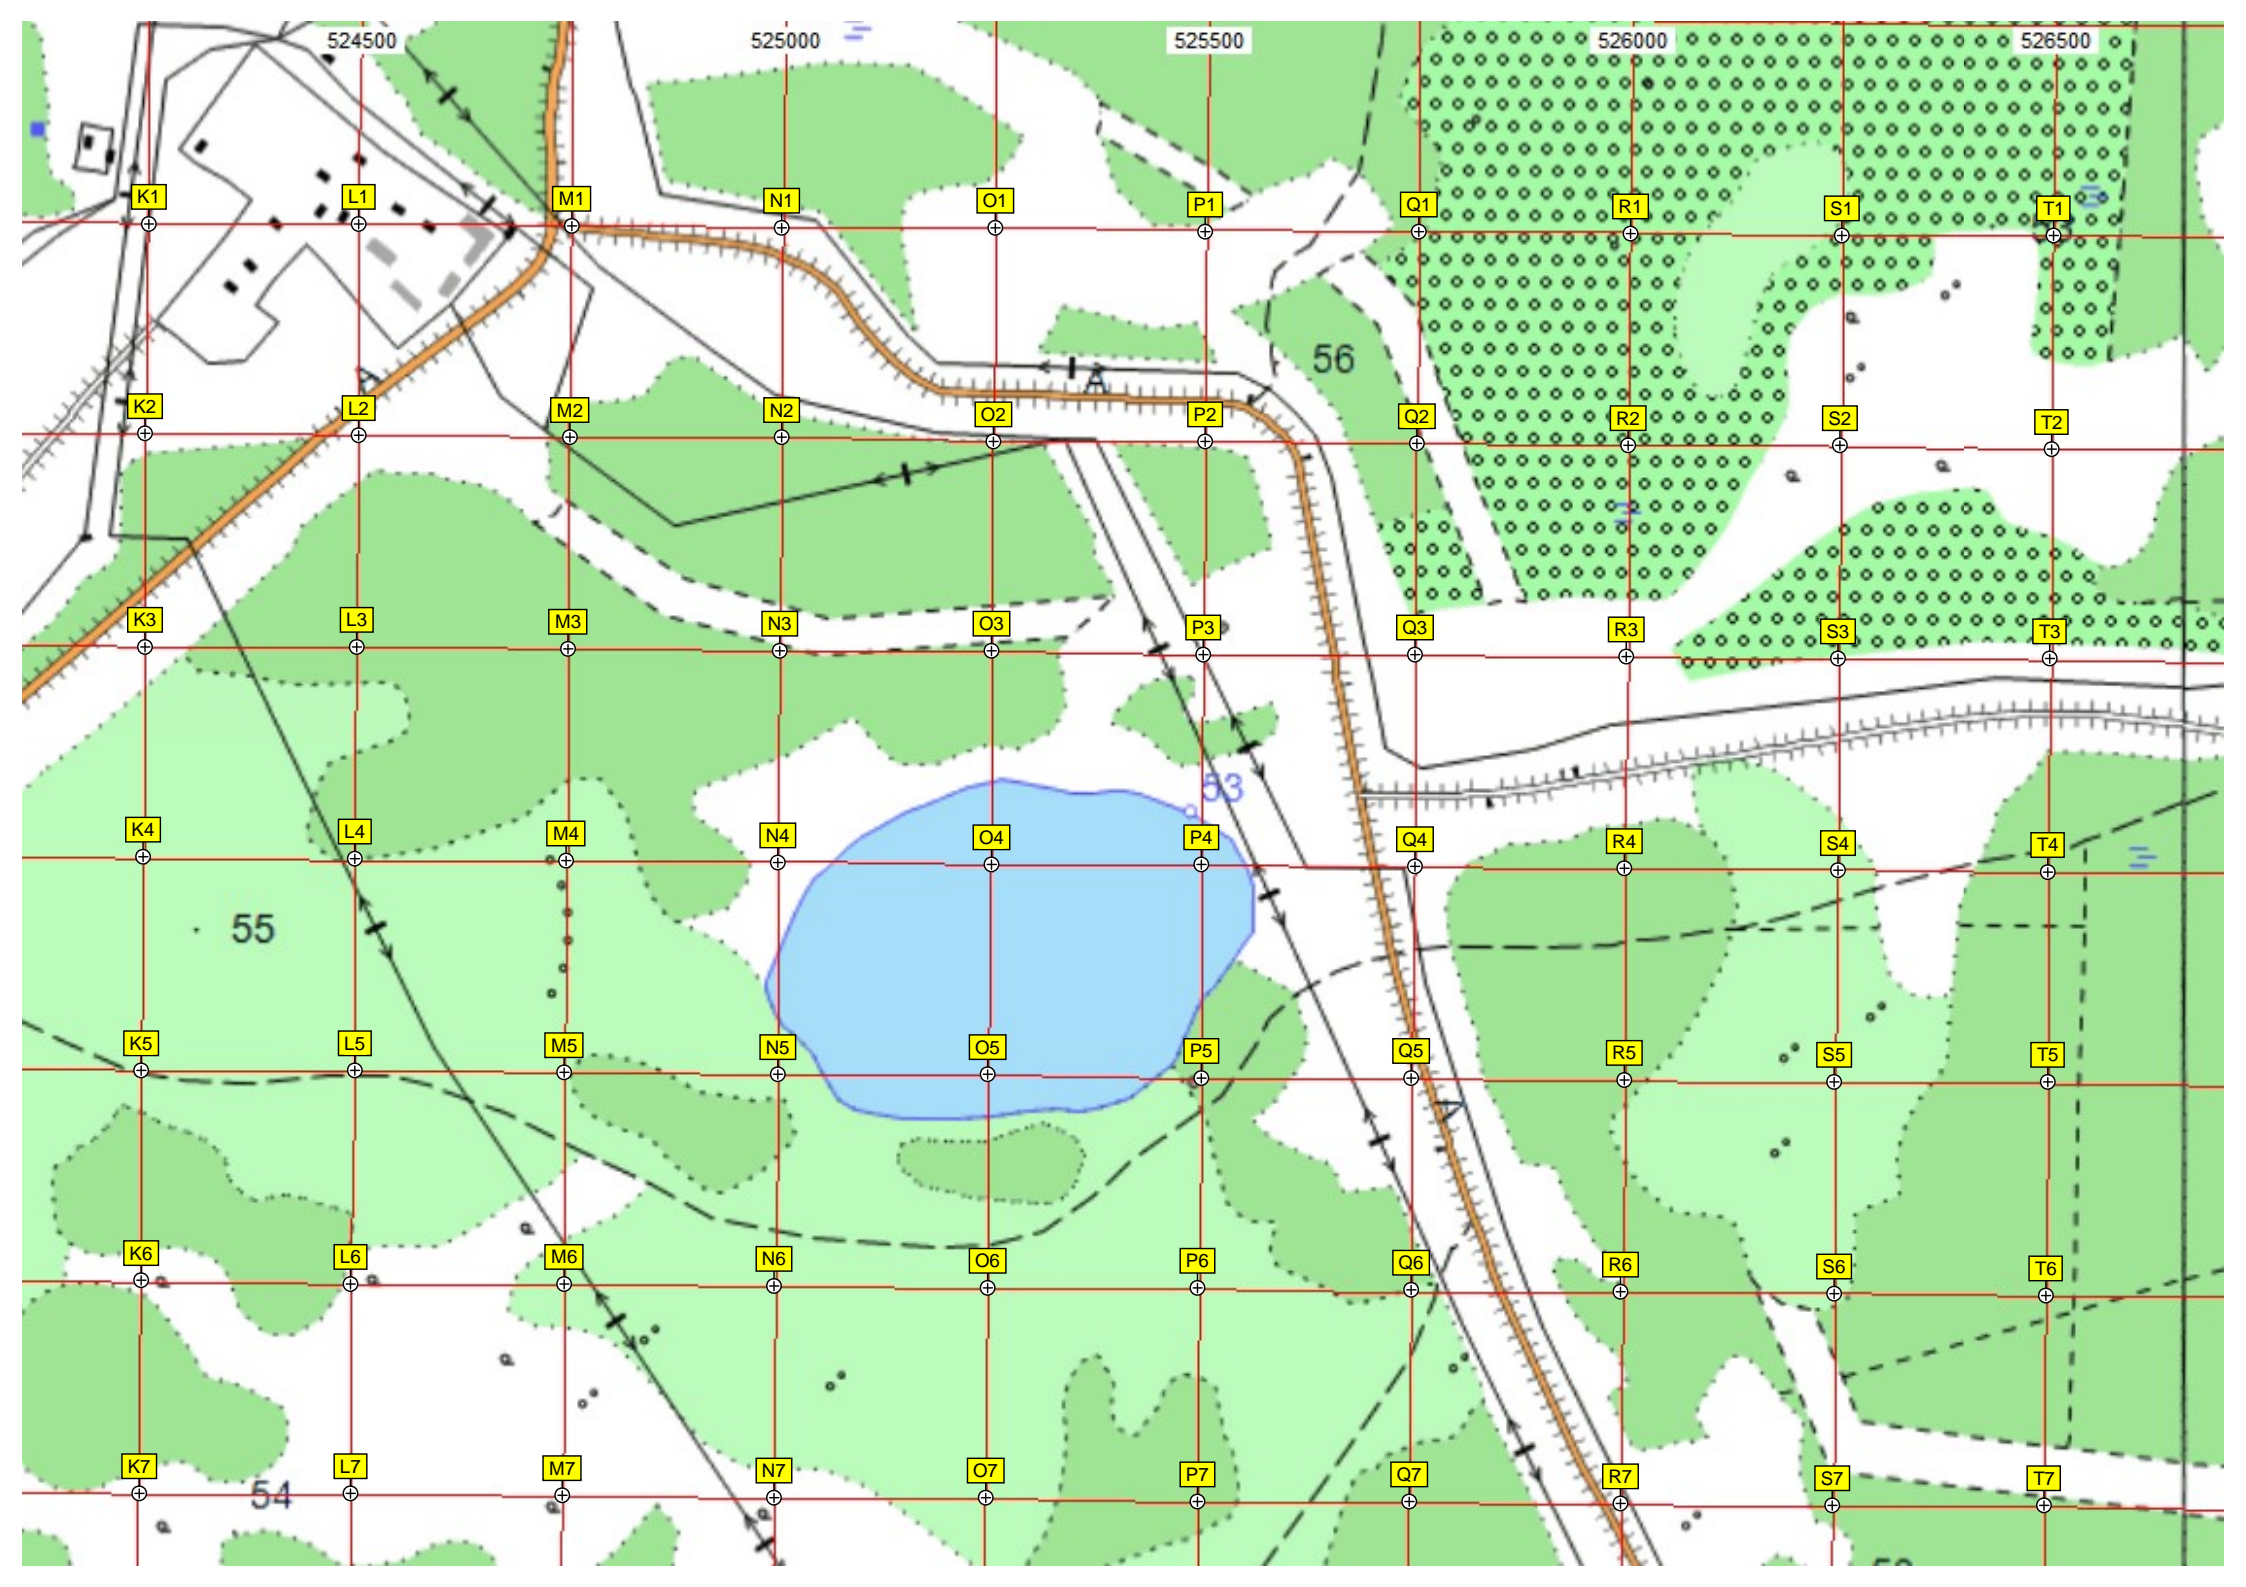 524500 525000 525500 526000 526500
K1 L1 M1 N1 O1 P1 Q1 R1 S1 T1
56
A A
K2 L2 M2 N2 O2 P2 Q2 R2 S2 T2
K3 L3 M3 N3 O3 P3 Q3 R3 S3 T3
53
K4 L4 M4 N4 O4 P4 Q4 R4 S4 T4
55
K5 L5 M5 N5 O5 P5 Q5 R5 S5 T5
A
K6 L6 M6 N6 O6 P6 Q6 R6 S6 T6
K7 L7 M7 N7 O7 P7 Q7 R7 S7 T7
54